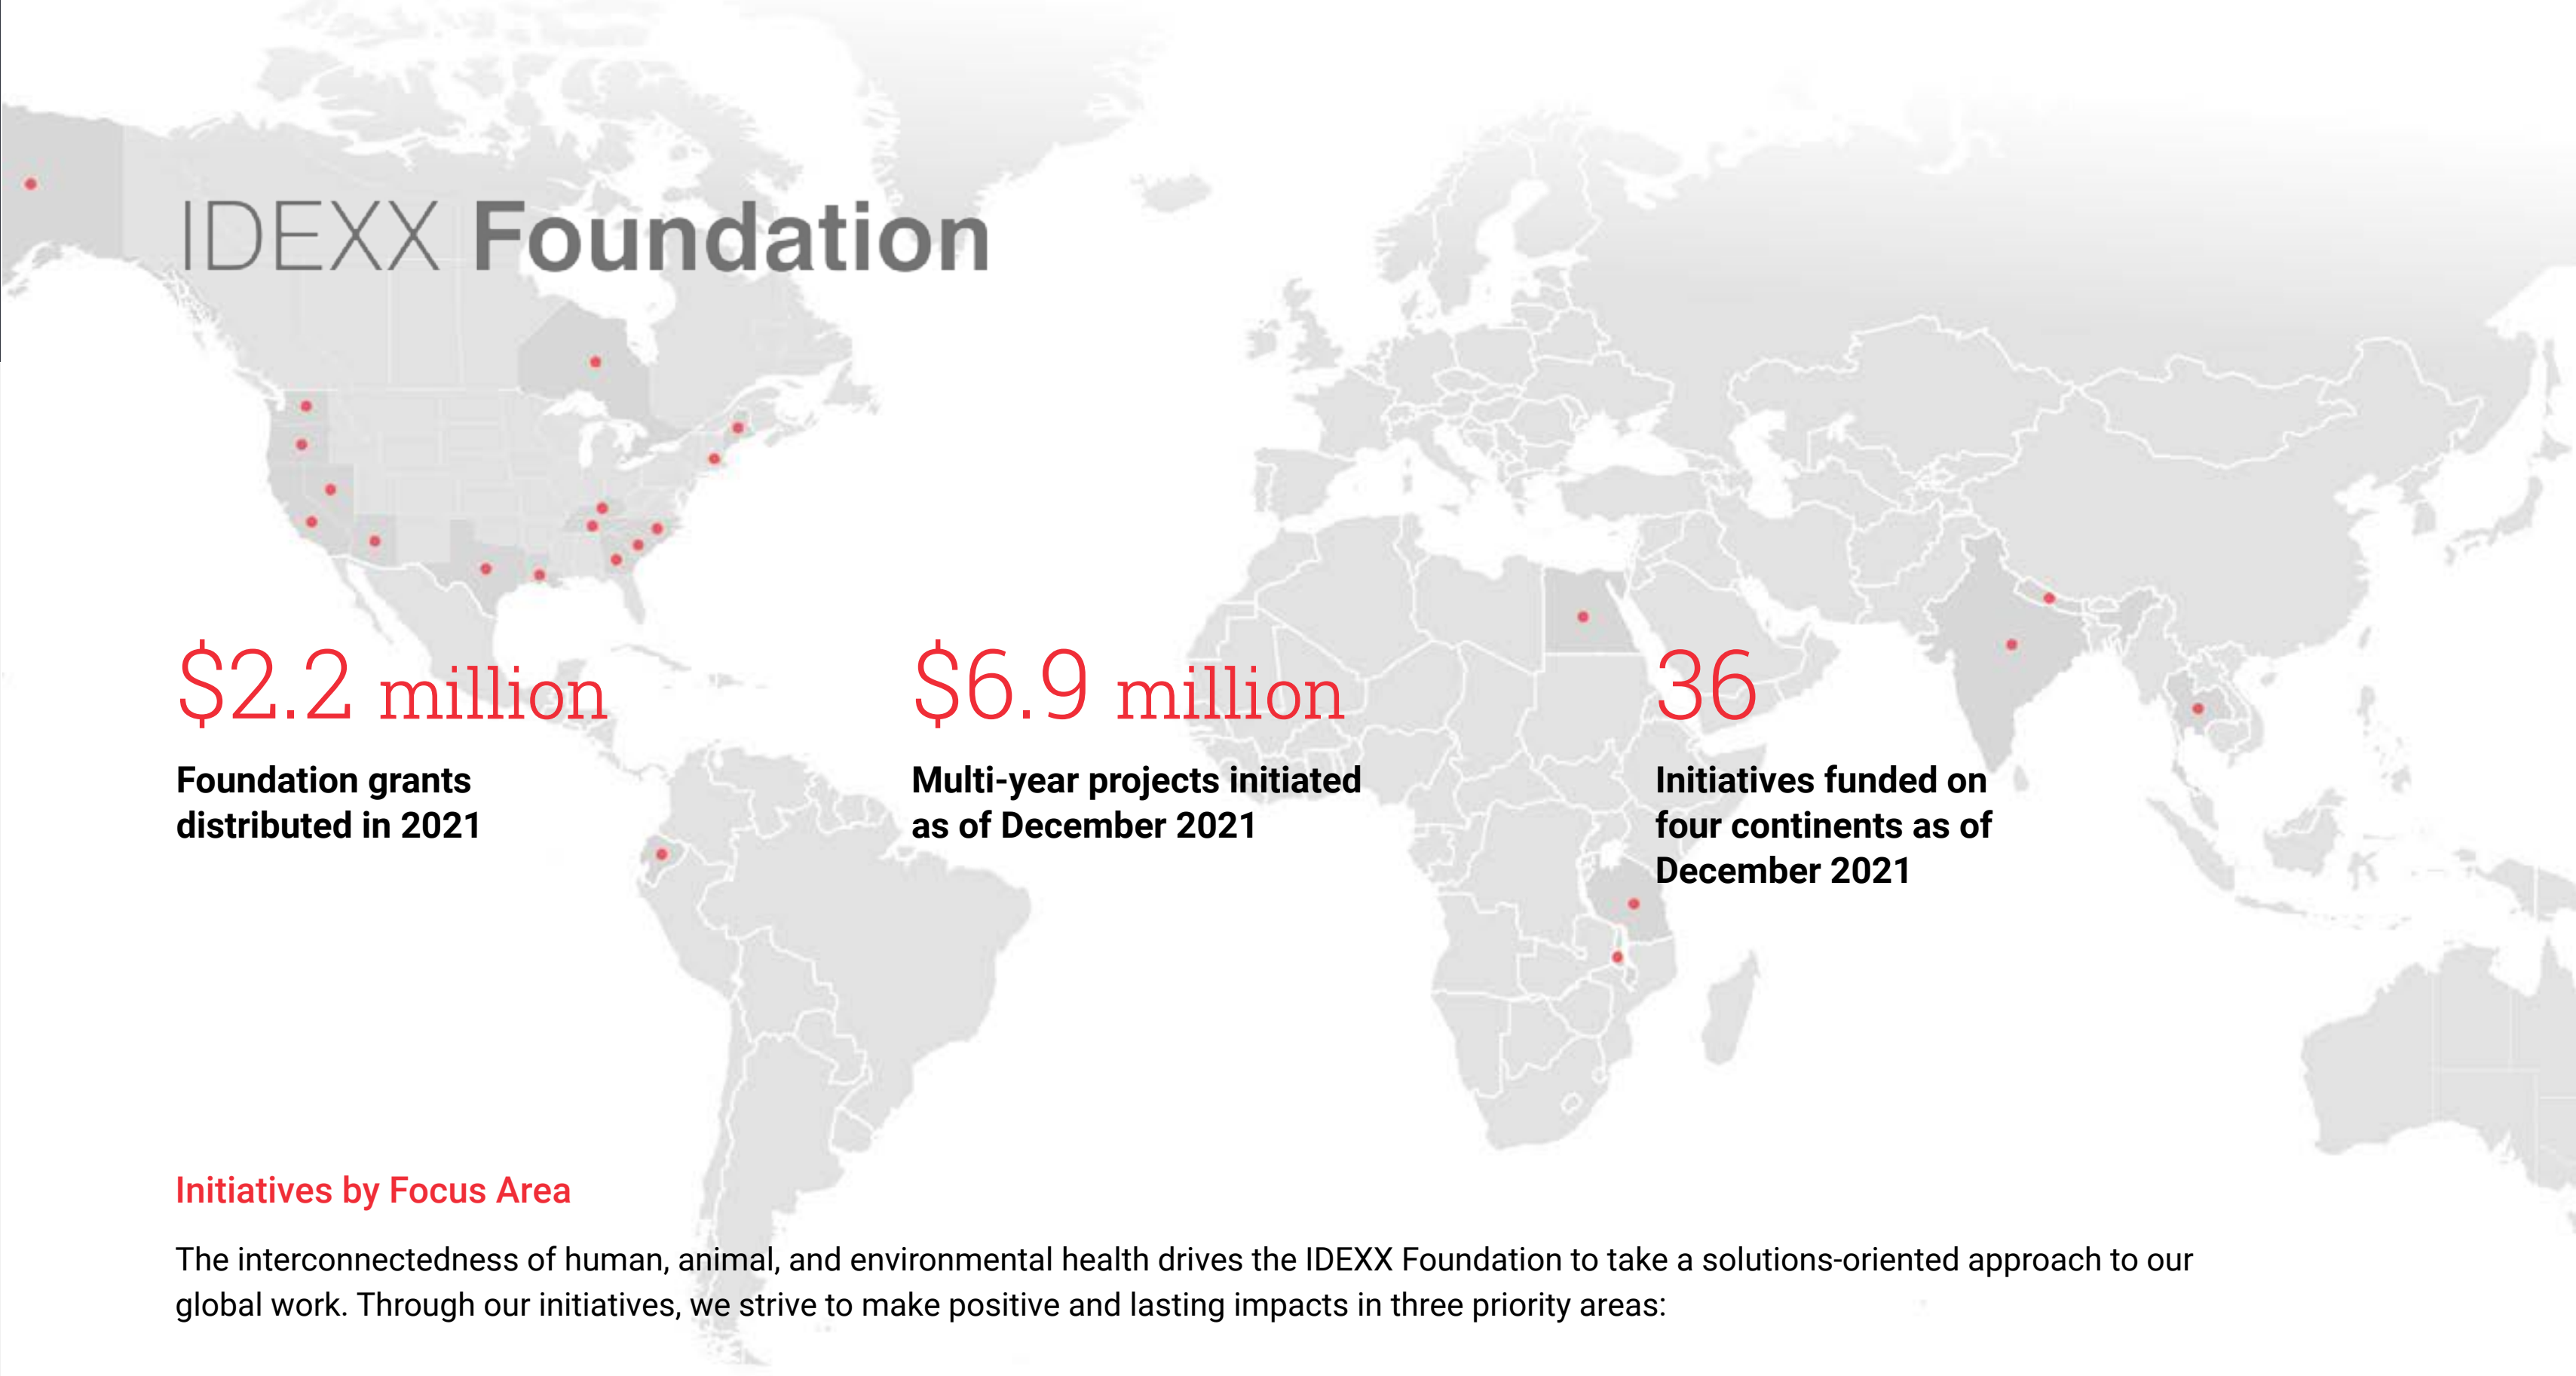 IDEXX Foundation
$2.2 million
Foundation grants
distributed in 2021
$6.9 million
Multi-year projects initiated
as of December 2021
36
Initiatives funded on
four continents as of
December 2021
Initiatives by Focus Area
The interconnectedness of human, animal, and environmental health drives the IDEXX Foundation to take a solutions-oriented approach to our
global work. Through our initiatives, we strive to make positive and lasting impacts in three priority areas: